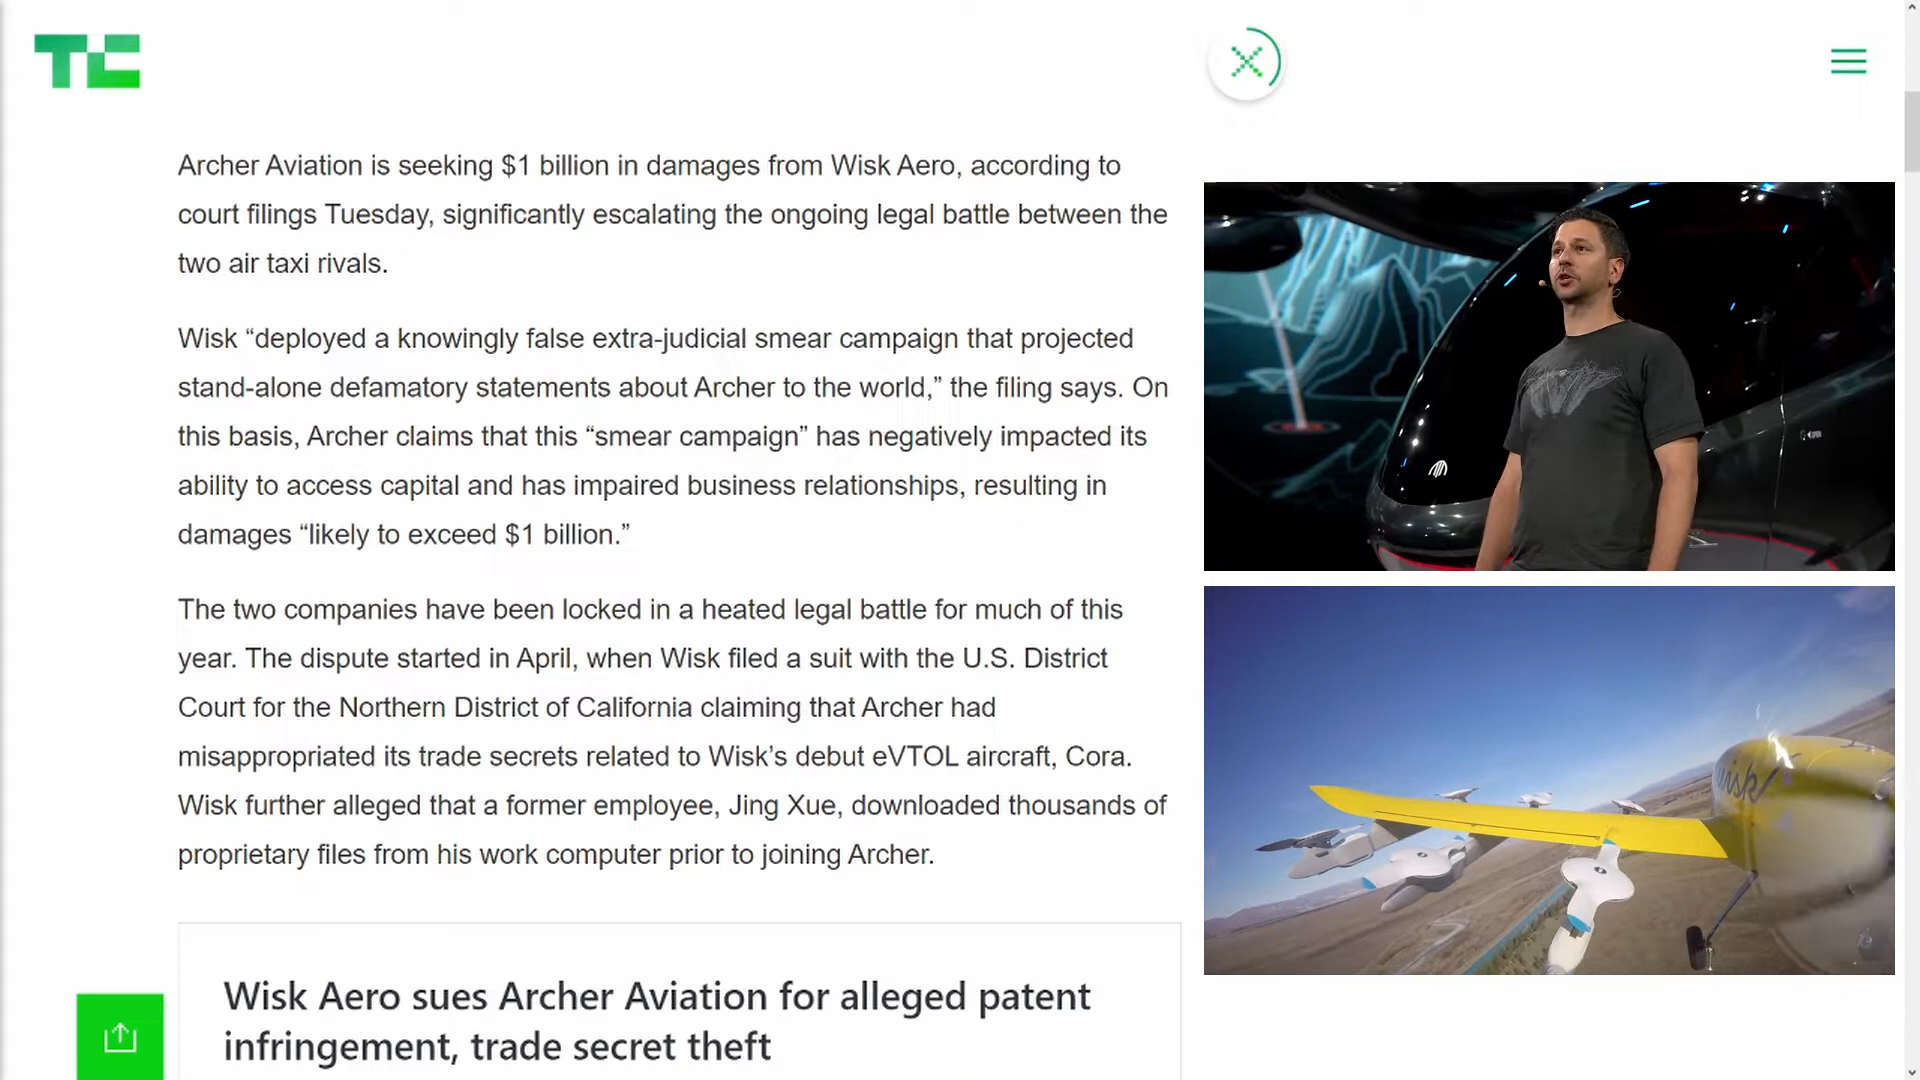 TC
Archer Aviation is seeking $1 billion in damages from Wisk Aero, according to
court filings Tuesday, significantly escalating the ongoing legal battle between the
two air taxi rivals.
Wisk “deployed a knowingly false extra-judicial smear campaign that projected
stand-alone defamatory statements about Archer to the world,” the filing says. On
this basis, Archer claims that this “smear campaign” has negatively impacted its
ability to access capital and has impaired business relationships, resulting in
damages “likely to exceed $1 billion.”
The two companies have been locked in a heated legal battle for much of this
year. The dispute started in April, when Wisk filed a suit with the U.S. District
Court for the Northern District of California claiming that Archer had
misappropriated its trade secrets related to Wisk’s debut eVTOL aircraft, Cora.
Wisk further alleged that a former employee, Jing Xue, downloaded thousands of
proprietary files from his work computer prior to joining Archer.
Wisk Aero sues Archer Aviation for alleged patent
infringement, trade secret theft
wisk